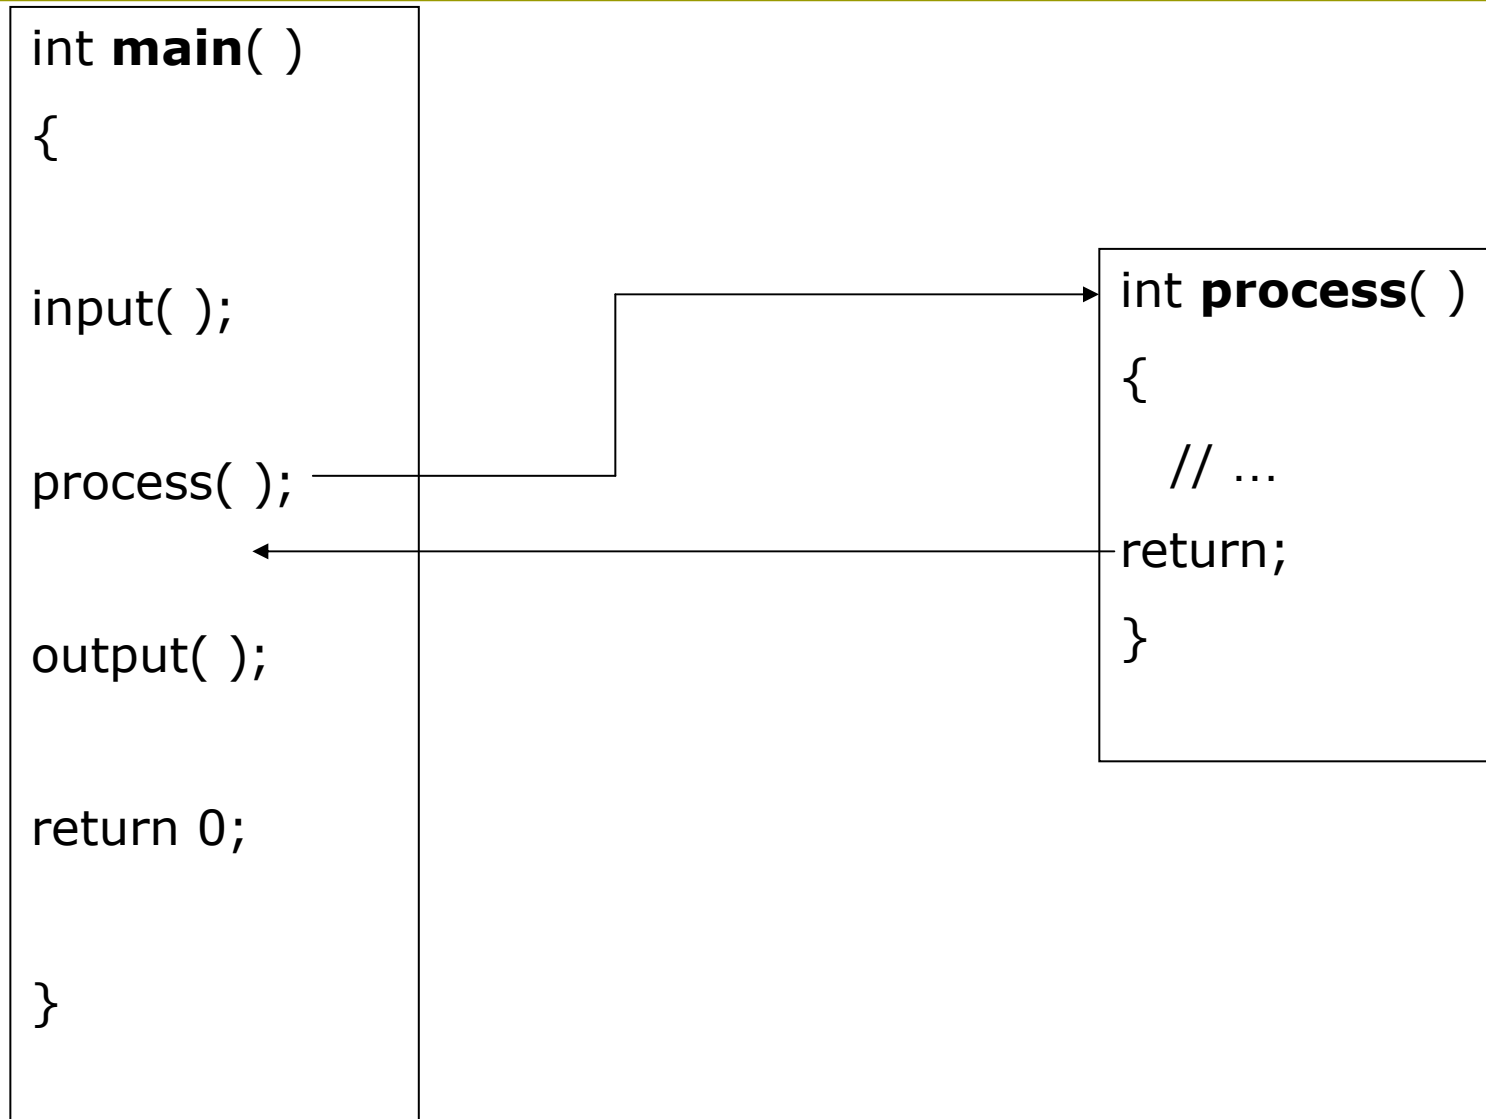 int main( )
{
input( );
process( );
output( );
return 0;
}
int process( )
{
// …
return;
}